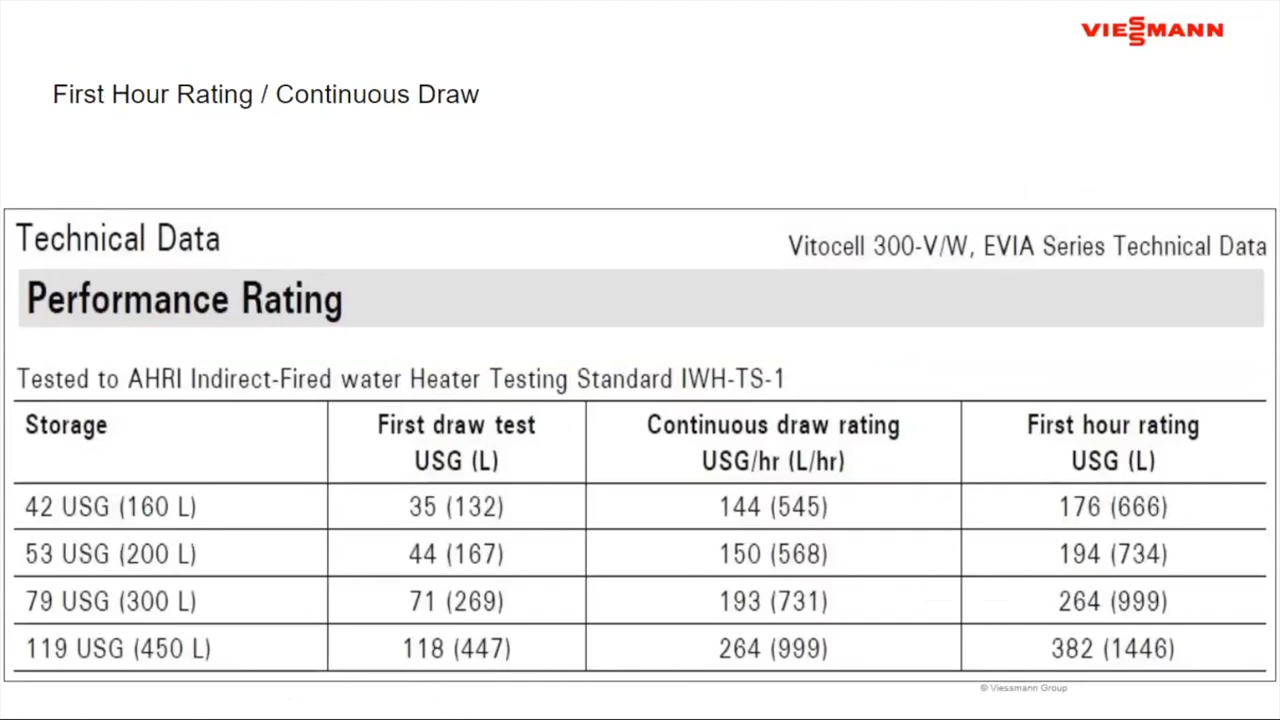 VIESSMANN
First Hour Rating / Continuous Draw
Technical Data
Vitocell 300-V/W, EVIA Series Technical Data
Performance Rating
Tested to AHRI Indirect-Fired water Heater Testing Standard IWH-TS-1
Storage First draw test USG (L) Continuous draw rating USG/hr (L/hr) First hour rating USG (L)
42 USG (160 L) 35 (132) 144 (545) 176 (666)
53 USG (200 L) 44 (167) 150 (568) 194 (734)
79 USG (300 L) 71 (269) 193 (731) 264 (999)
119 USG (450 L) 118 (447) 264 (999) 382 (1446)
© Viessmann Group